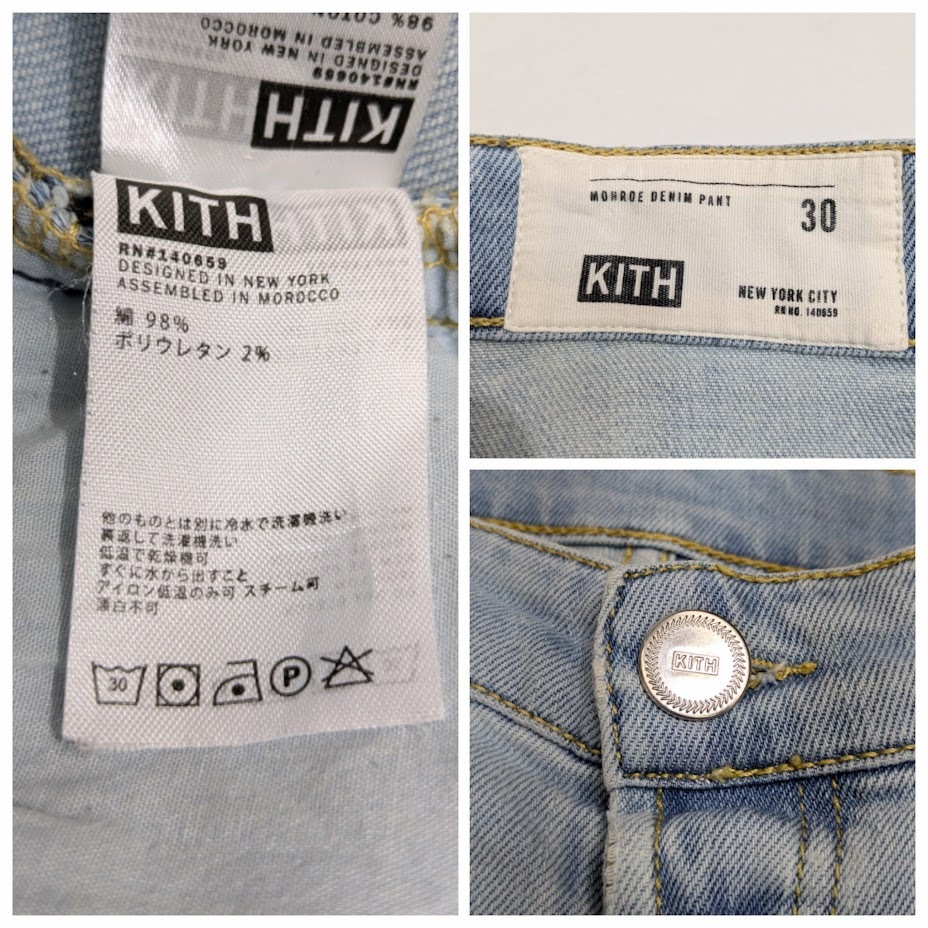 98% COTON
ASSEMBLED IN MOROCCO
DESIGNED IN NEW YORK
RN#140659
KITH
KITH
RN#140659
DESIGNED IN NEW YORK
ASSEMBLED IN MOROCCO
綿 98%
ポリウレタン 2%
他のものとは別に冷水で洗濯機洗い
裏返して洗濯機洗い
低温で乾燥機可
すぐに水から出すこと
アイロン低温のみ可 スチーム可
漂白不可
30
P
MONROE DENIM PANT
30
KITH
NEW YORK CITY
RN NO. 140659
KITH